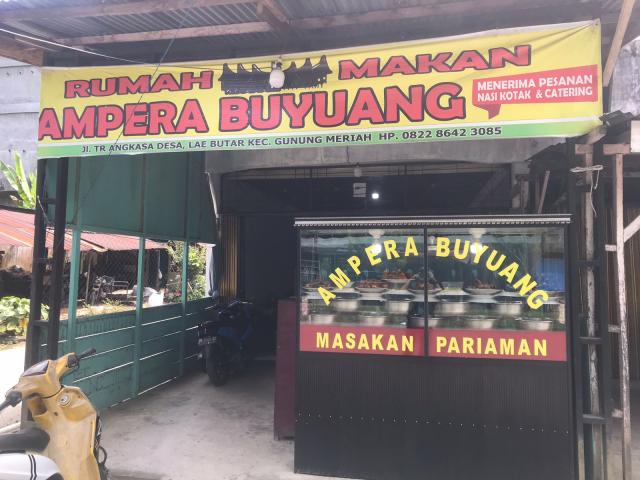 RUMAH MAKAN
AMPERA BUYUANG
MENERIMA PESANAN
NASI KOTAK & CATERING
Jl. TR ANGKASA DESA, LAE BUTAR KEC. GUNUNG MERIAH HP. 0822 8642 3085
AMPERA BUYUANG
MASAKAN PARIAMAN